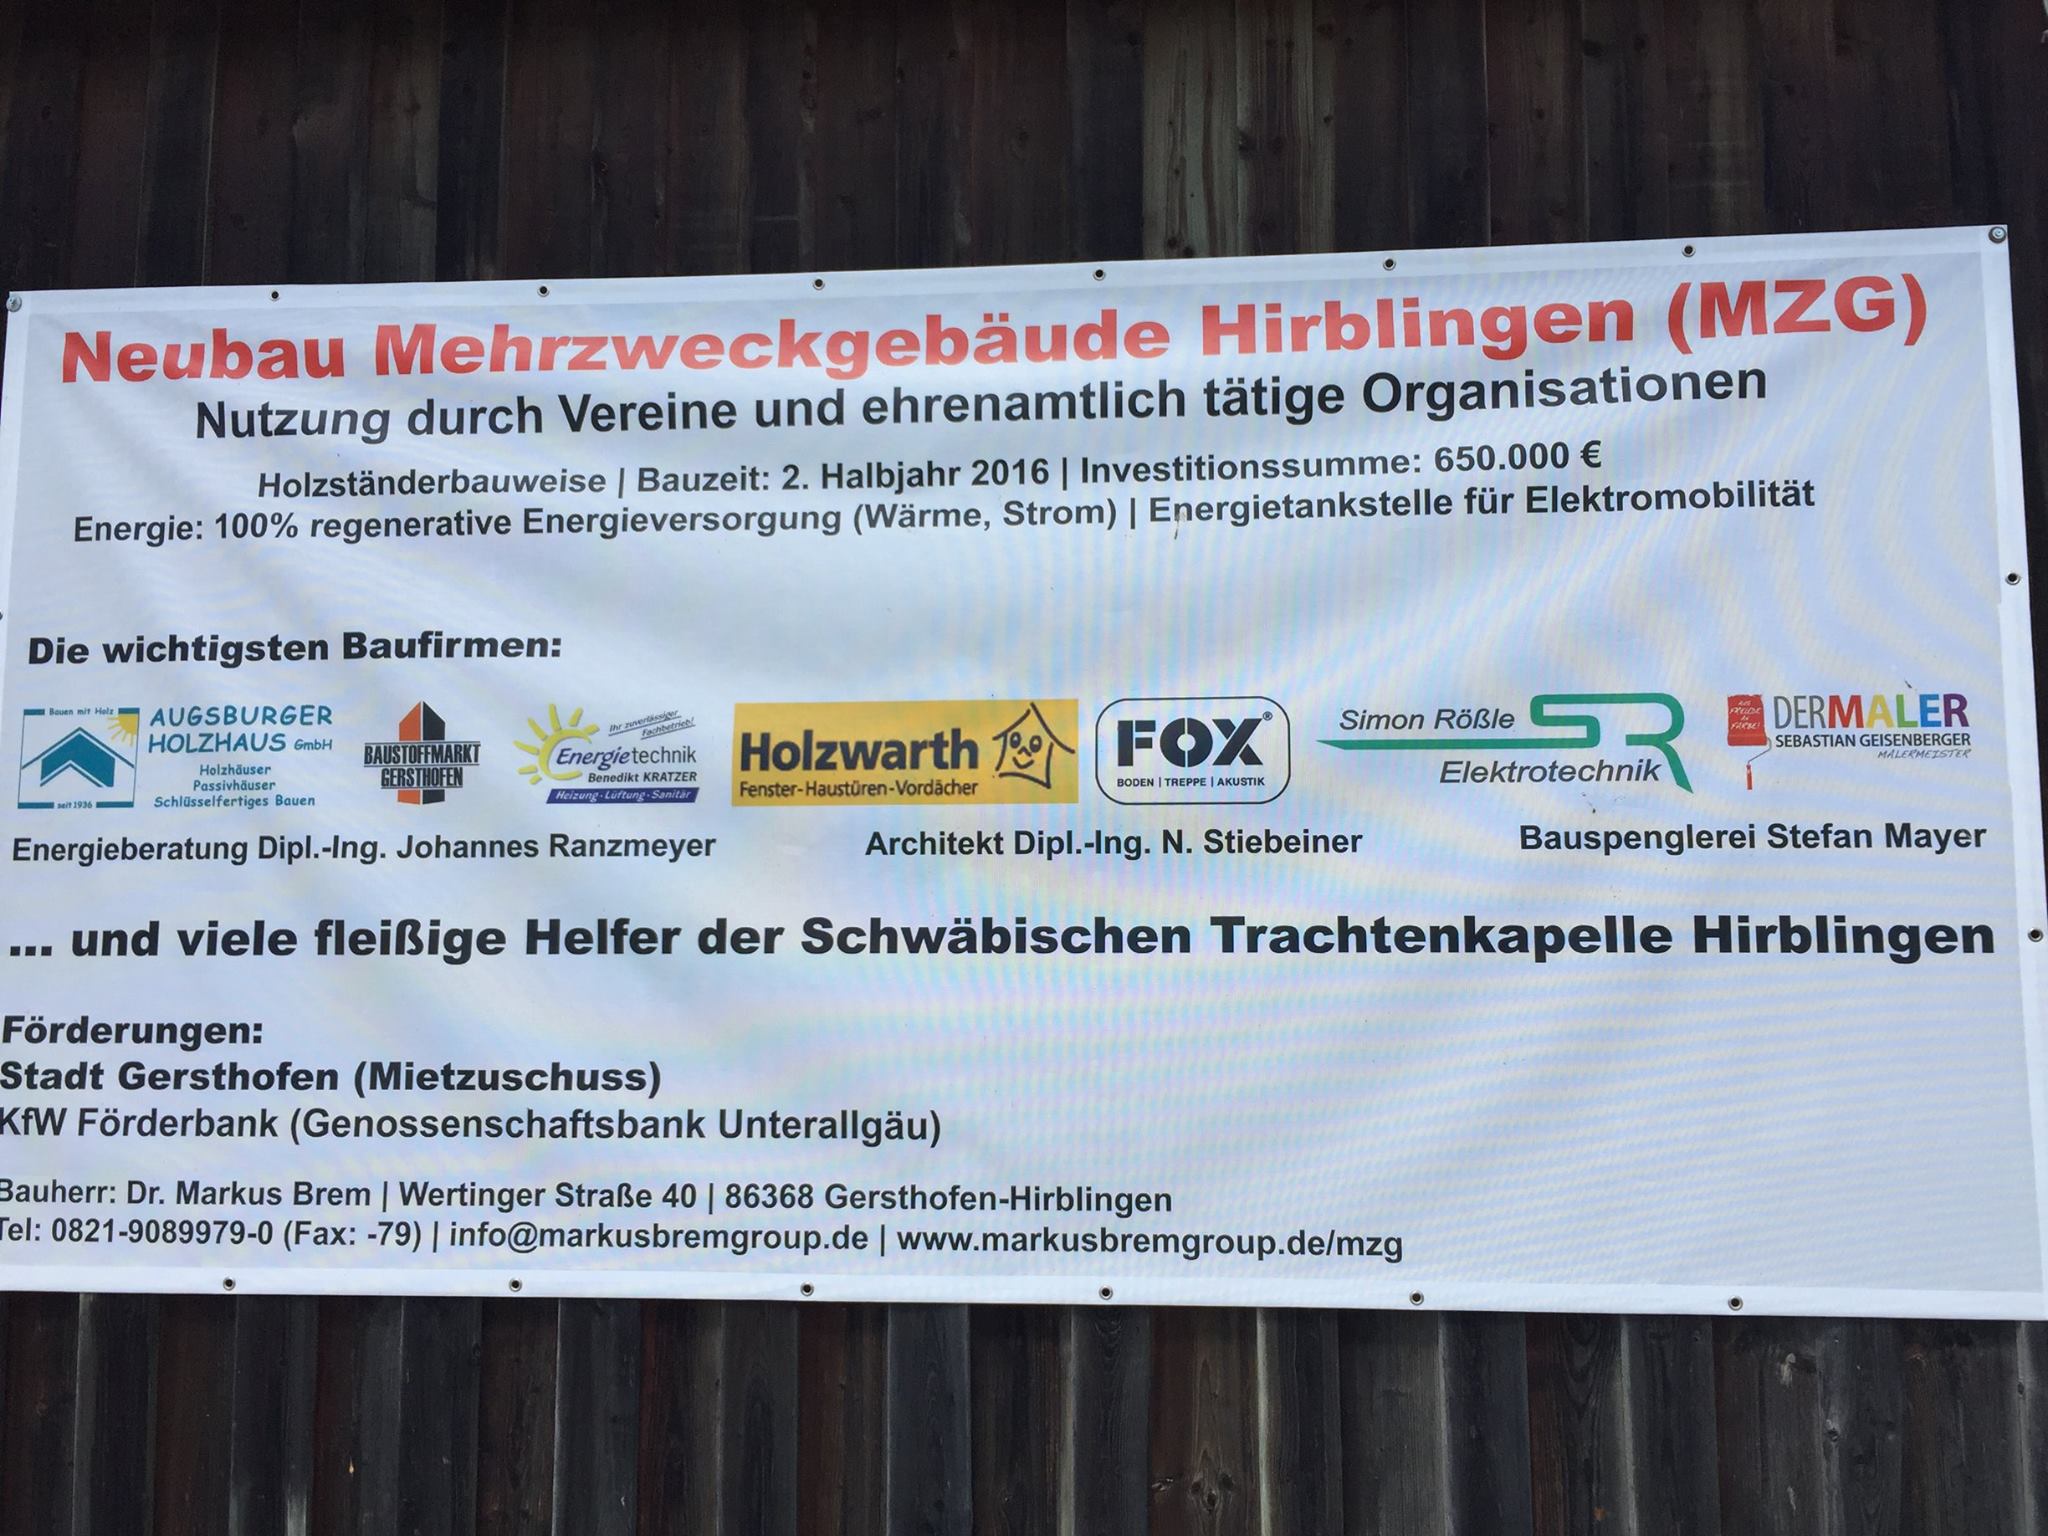 Neubau Mehrzweckgebäude Hirblingen (MZG)
Nutzung durch Vereine und ehrenamtlich tätige Organisationen
Holzständerbauweise | Bauzeit: 2. Halbjahr 2016 | Investitionssumme: 650.000 €
Energie: 100% regenerative Energieversorgung (Wärme, Strom) | Energietankstelle für Elektromobilität
Die wichtigsten Baufirmen:
Bauen mit Holz
seit 1936
AUGSBURGER
HOLZHAUS GmbH
Holzhäuser
Passivhäuser
Schlüsselfertiges Bauen
BAUSTOFFMARKT
GERSTHOFEN
Ihr zuverlässiger
Fachbetrieb!
Energietechnik
Benedikt KRATZER
Heizung - Lüftung - Sanitär
Holzwarth
Fenster-Haustüren-Vordächer
FOX®
BODEN | TREPPE | AKUSTIK
Simon Rößle
SR
Elektrotechnik
AUS
FREUDE
AN
FARBE!
DERMALER
SEBASTIAN GEISENBERGER
MALERMEISTER
Energieberatung Dipl.-Ing. Johannes Ranzmeyer
Architekt Dipl.-Ing. N. Stiebeiner
Bauspenglerei Stefan Mayer
... und viele fleißige Helfer der Schwäbischen Trachtenkapelle Hirblingen
Förderungen:
Stadt Gersthofen (Mietzuschuss)
KfW Förderbank (Genossenschaftsbank Unterallgäu)
Bauherr: Dr. Markus Brem | Wertinger Straße 40 | 86368 Gersthofen-Hirblingen
Tel: 0821-9089979-0 (Fax: -79) | info@markusbremgroup.de | www.markusbremgroup.de/mzg